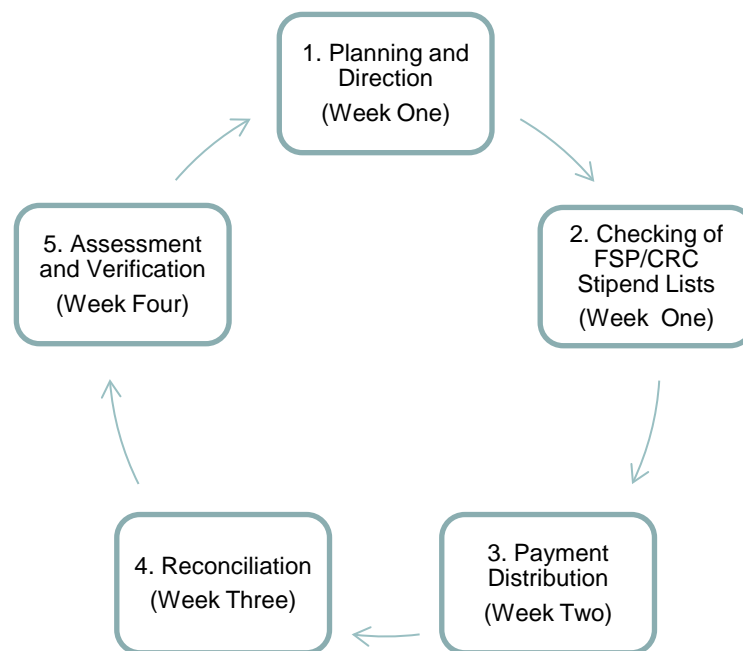 1. Planning and
Direction
(Week One)
2. Checking of
FSP/CRC
Stipend Lists
(Week  One)
3. Payment
Distribution
(Week Two)
4. Reconciliation
(Week Three)
5. Assessment
and Verification
(Week Four)